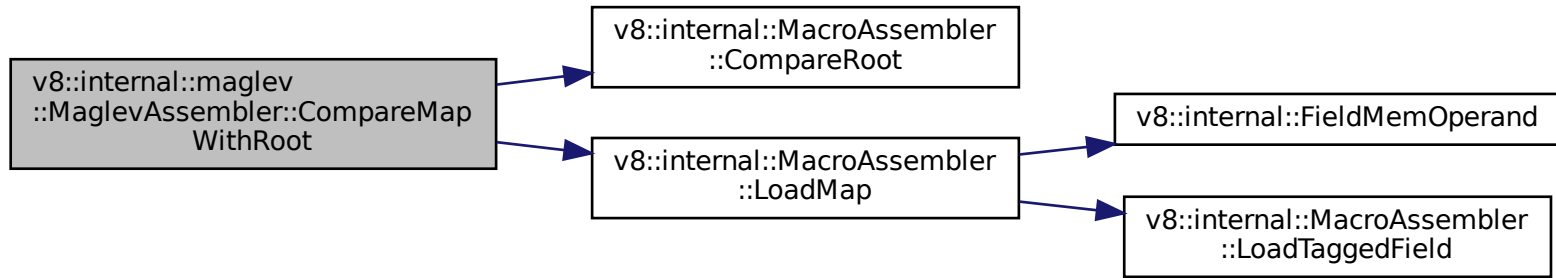 v8::internal::maglev
::MaglevAssembler::CompareMap
WithRoot
v8::internal::MacroAssembler
::CompareRoot
v8::internal::MacroAssembler
::LoadMap
v8::internal::FieldMemOperand
v8::internal::MacroAssembler
::LoadTaggedField